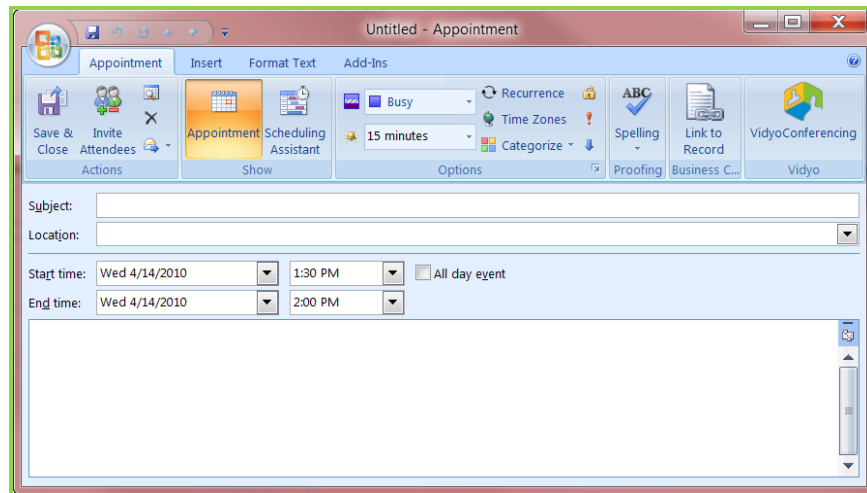 Untitled - Appointment
Appointment Insert Format Text Add-Ins
Save & Close
Invite Attendees
Actions
Appointment
Scheduling Assistant
Show
Busy
15 minutes
Recurrence
Time Zones
Categorize
Options
ABC
Spelling
Proofing
Link to Record
Business C...
VidyoConferencing
Vidyo
Subject:
Location:
Start time: Wed 4/14/2010 1:30 PM All day event
End time: Wed 4/14/2010 2:00 PM